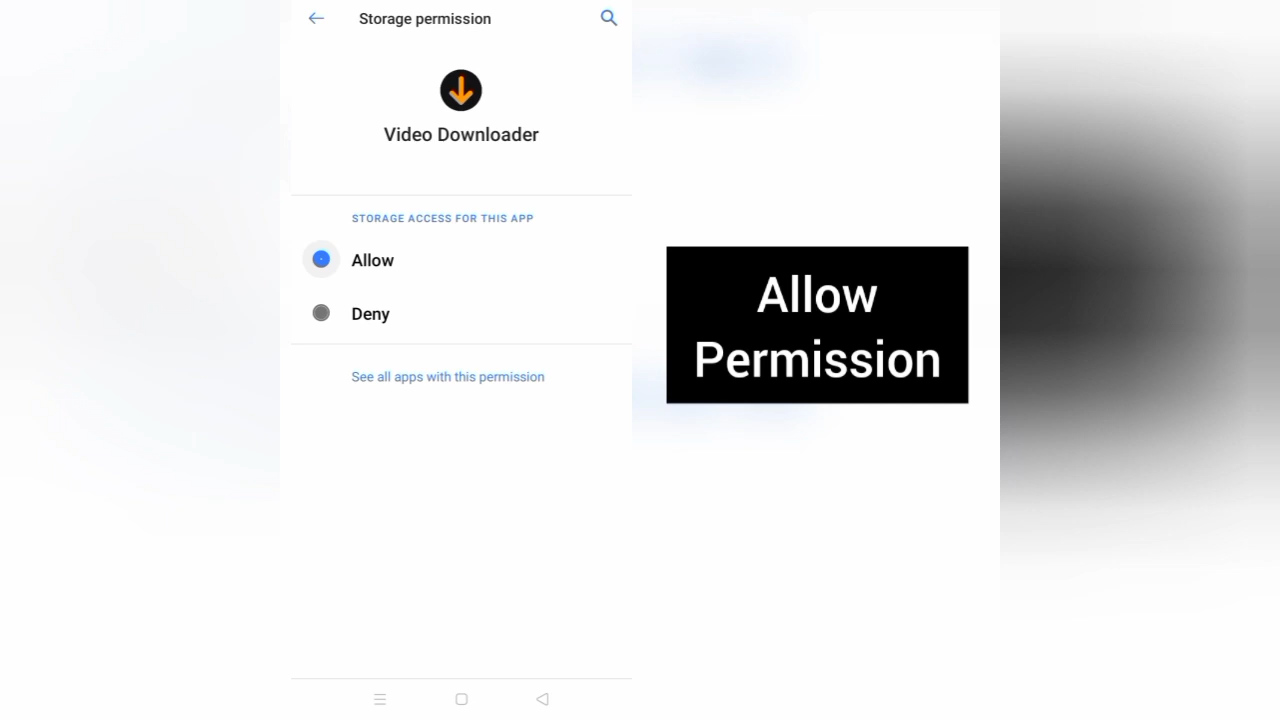 Storage permission
Video Downloader
STORAGE ACCESS FOR THIS APP
Allow
Deny
See all apps with this permission
Allow
Permission